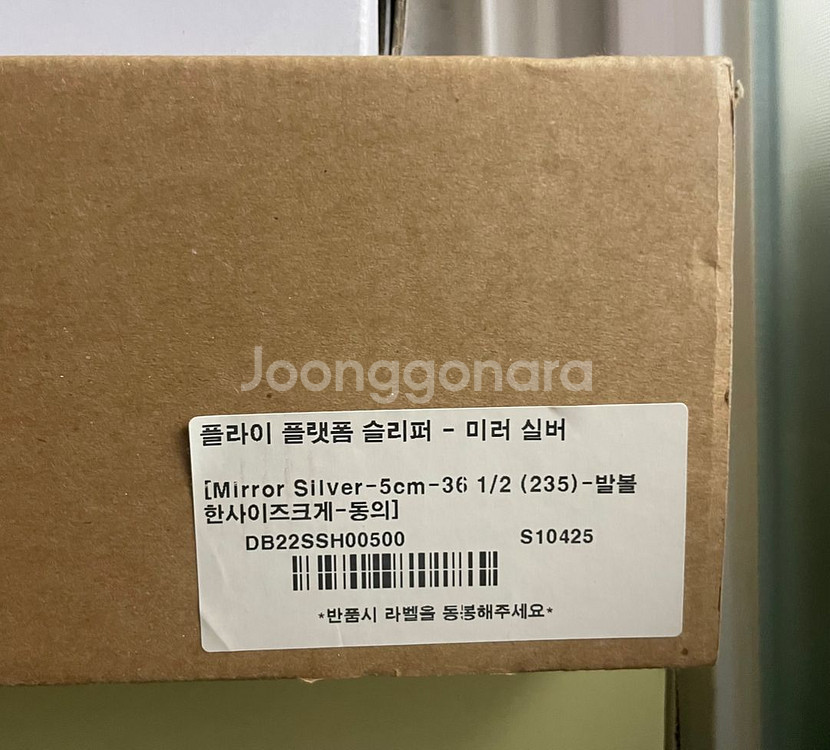 Joonggonara
플라이 플랫폼 슬리퍼 - 미러 실버
[Mirror Silver-5cm-36 1/2 (235)-발볼
한사이즈크게-동의]
DB22SSH00500 S10425
*반품시 라벨을 동봉해주세요*